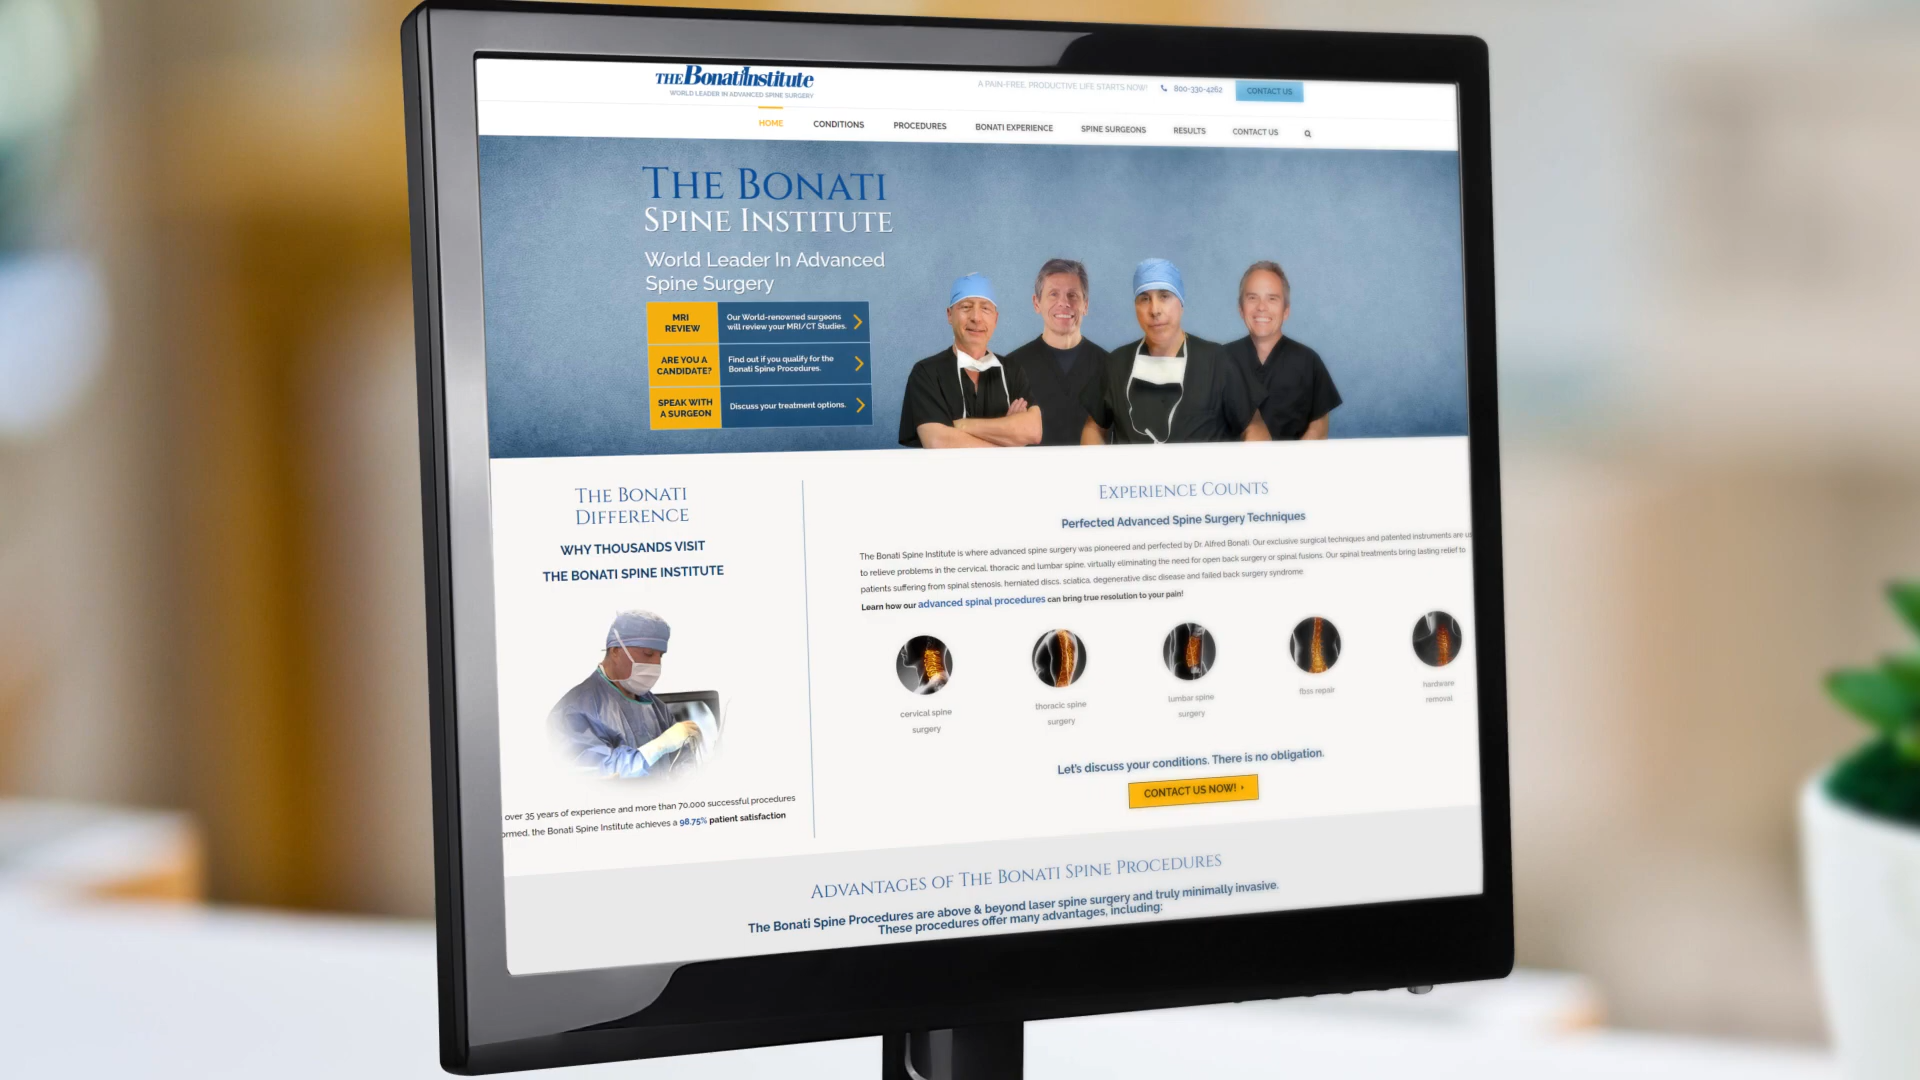 THE Bonati Institute
WORLD LEADER IN ADVANCED SPINE SURGERY
A PAIN-FREE, PRODUCTIVE LIFE STARTS NOW!
800-330-4262
CONTACT US
HOME
CONDITIONS
PROCEDURES
BONATI EXPERIENCE
SPINE SURGEONS
RESULTS
CONTACT US
THE BONATI
SPINE INSTITUTE
World Leader In Advanced
Spine Surgery
MRI
REVIEW
Our World-renowned surgeons
will review your MRI/CT Studies.
ARE YOU A
CANDIDATE?
Find out if you qualify for the
Bonati Spine Procedures.
SPEAK WITH
A SURGEON
Discuss your treatment options.
THE BONATI
DIFFERENCE
WHY THOUSANDS VISIT
THE BONATI SPINE INSTITUTE
over 35 years of experience and more than 70,000 successful procedures
ormed, the Bonati Spine Institute achieves a 98.75% patient satisfaction
EXPERIENCE COUNTS
Perfected Advanced Spine Surgery Techniques
The Bonati Spine Institute is where advanced spine surgery was pioneered and perfected by Dr. Alfred Bonati. Our exclusive surgical techniques and patented instruments are us
to relieve problems in the cervical, thoracic and lumbar spine, virtually eliminating the need for open back surgery or spinal fusions. Our spinal treatments bring lasting relief to
patients suffering from spinal stenosis, herniated discs, sciatica, degenerative disc disease and failed back surgery syndrome
Learn how our advanced spinal procedures can bring true resolution to your pain!
cervical spine
surgery
thoracic spine
surgery
lumbar spine
surgery
fbss repair
hardware
removal
Let's discuss your conditions. There is no obligation.
CONTACT US NOW! ›
ADVANTAGES OF THE BONATI SPINE PROCEDURES
The Bonati Spine Procedures are above & beyond laser spine surgery and truly minimally invasive.
These procedures offer many advantages, including: